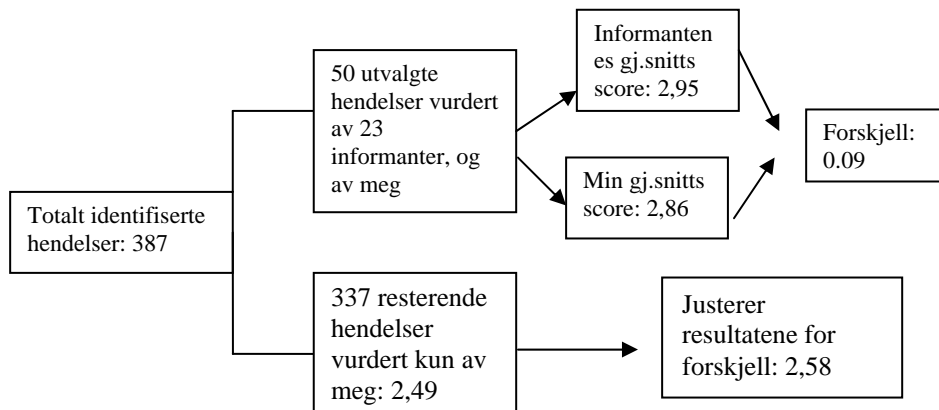 Totalt identifiserte
hendelser: 387
50 utvalgte
hendelser vurdert
av 23
informanter, og
av meg
Informanten
es gj.snitts
score: 2,95
Min gj.snitts
score: 2,86
Forskjell:
0.09
337 resterende
hendelser
vurdert kun av
meg: 2,49
Justerer
resultatene for
forskjell: 2,58